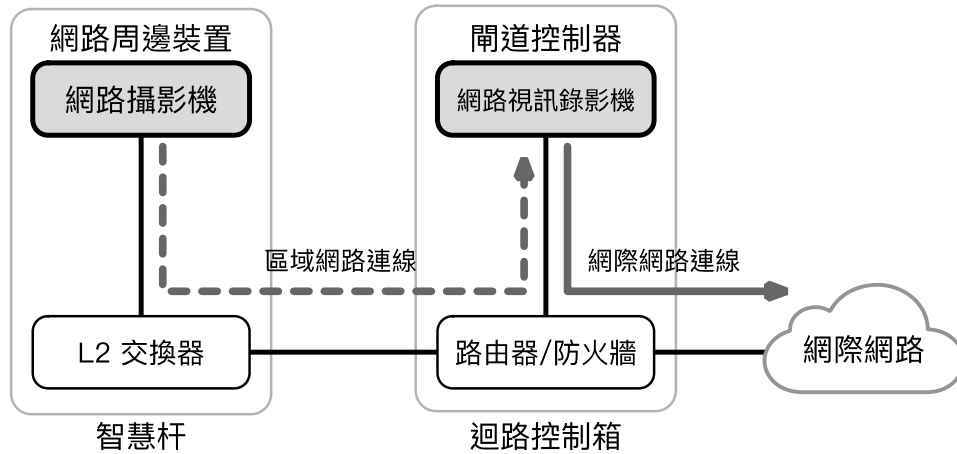 網路周邊裝置
網路攝影機
閘道控制器
網路視訊錄影機
區域網路連線
網際網路連線
L2 交換器
路由器/防火牆
網際網路
智慧杆
迴路控制箱